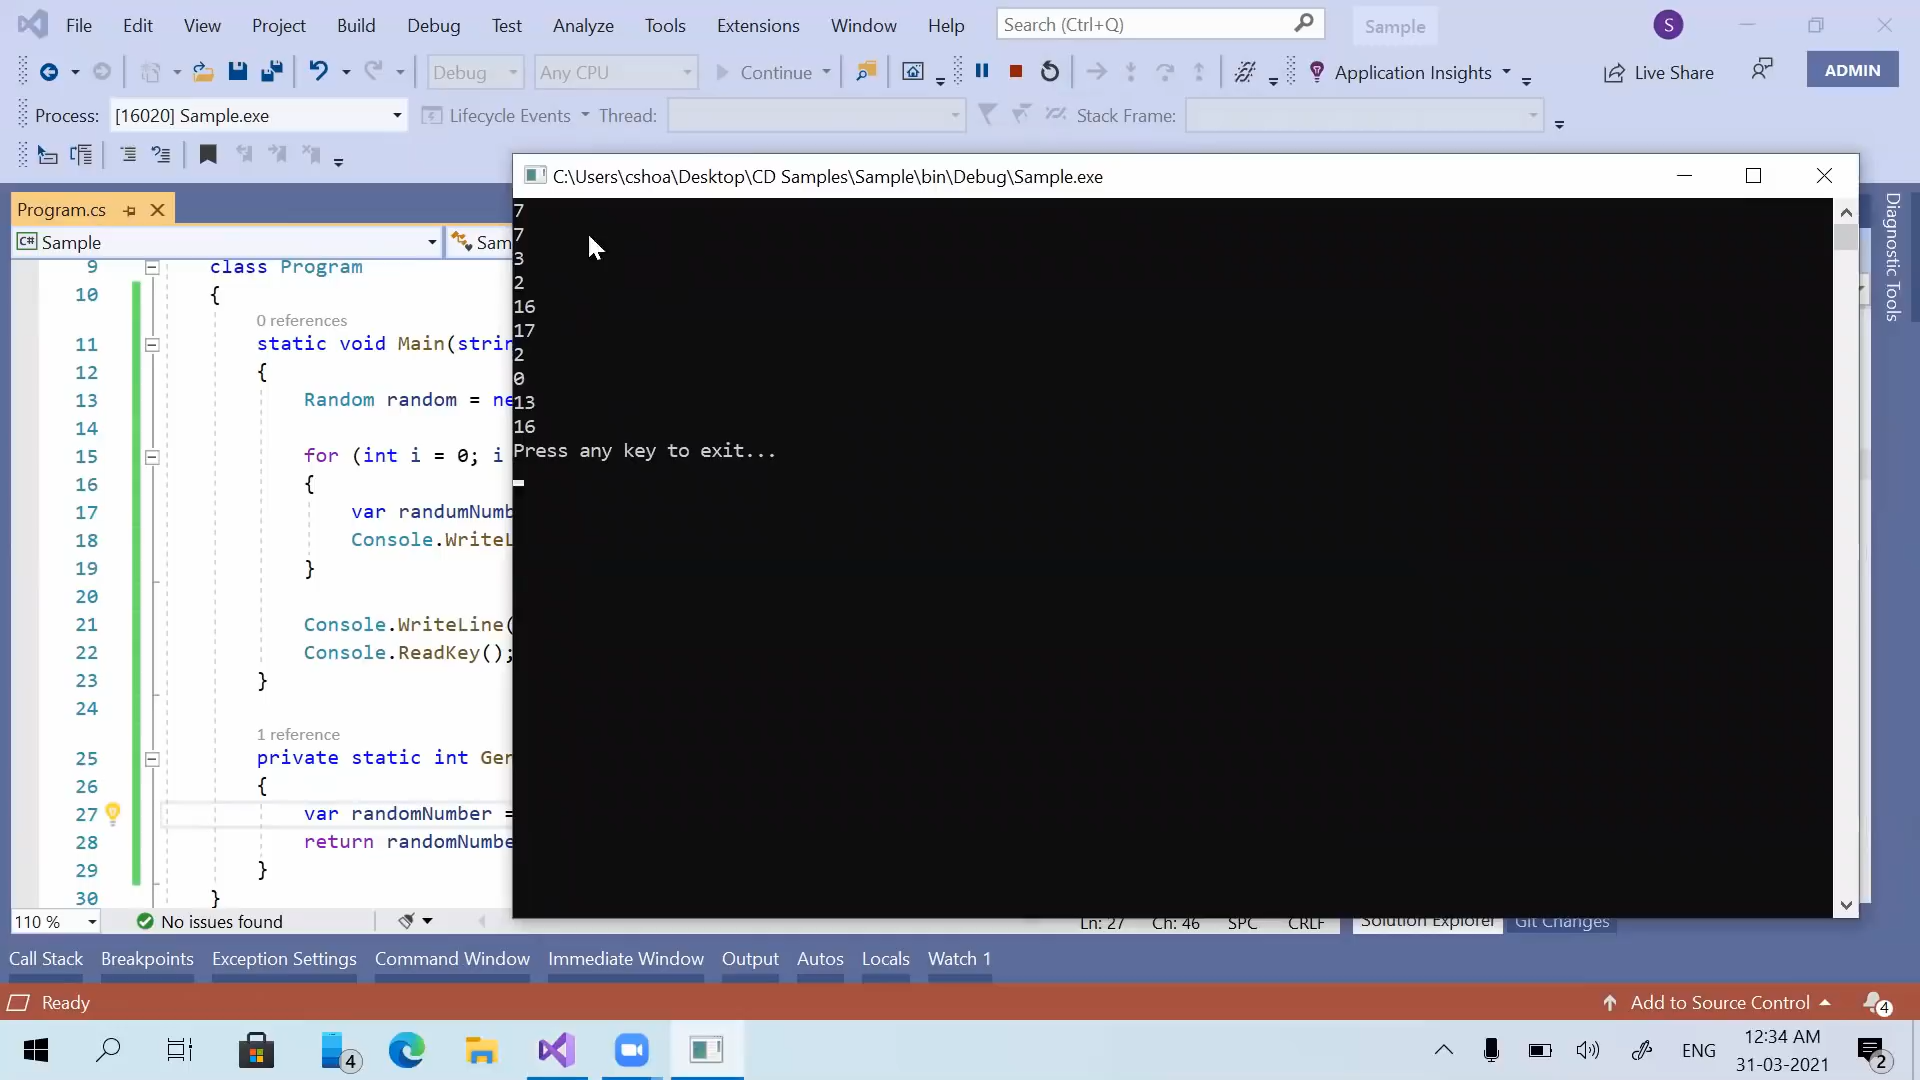 File Edit View Project Build Debug Test Analyze Tools Extensions Window Help Search (Ctrl+Q) Sample S
Debug Any CPU Continue Application Insights Live Share ADMIN
Process: [16020] Sample.exe Lifecycle Events Thread: Stack Frame:
C:\Users\cshoa\Desktop\CD Samples\Sample\bin\Debug\Sample.exe
Program.cs
C# Sample Sam
9 class Program
10 {
0 references
11 static void Main(strin
12 {
13 Random random = ne
14
15 for (int i = 0; i
16 {
17 var randumNumb
18 Console.WriteL
19 }
20
21 Console.WriteLine(
22 Console.ReadKey();
23 }
24
1 reference
25 private static int Ger
26 {
27 var randomNumber =
28 return randomNumbe
29 }
30 }
7
7
3
2
16
17
2
0
13
16
Press any key to exit...
Diagnostic Tools
110 % No issues found Ln: 27 Ch: 46 SPC CRLF Solution Explorer Git Changes
Call Stack Breakpoints Exception Settings Command Window Immediate Window Output Autos Locals Watch 1
Ready Add to Source Control 4
4 ENG 12:34 AM 2
31-03-2021